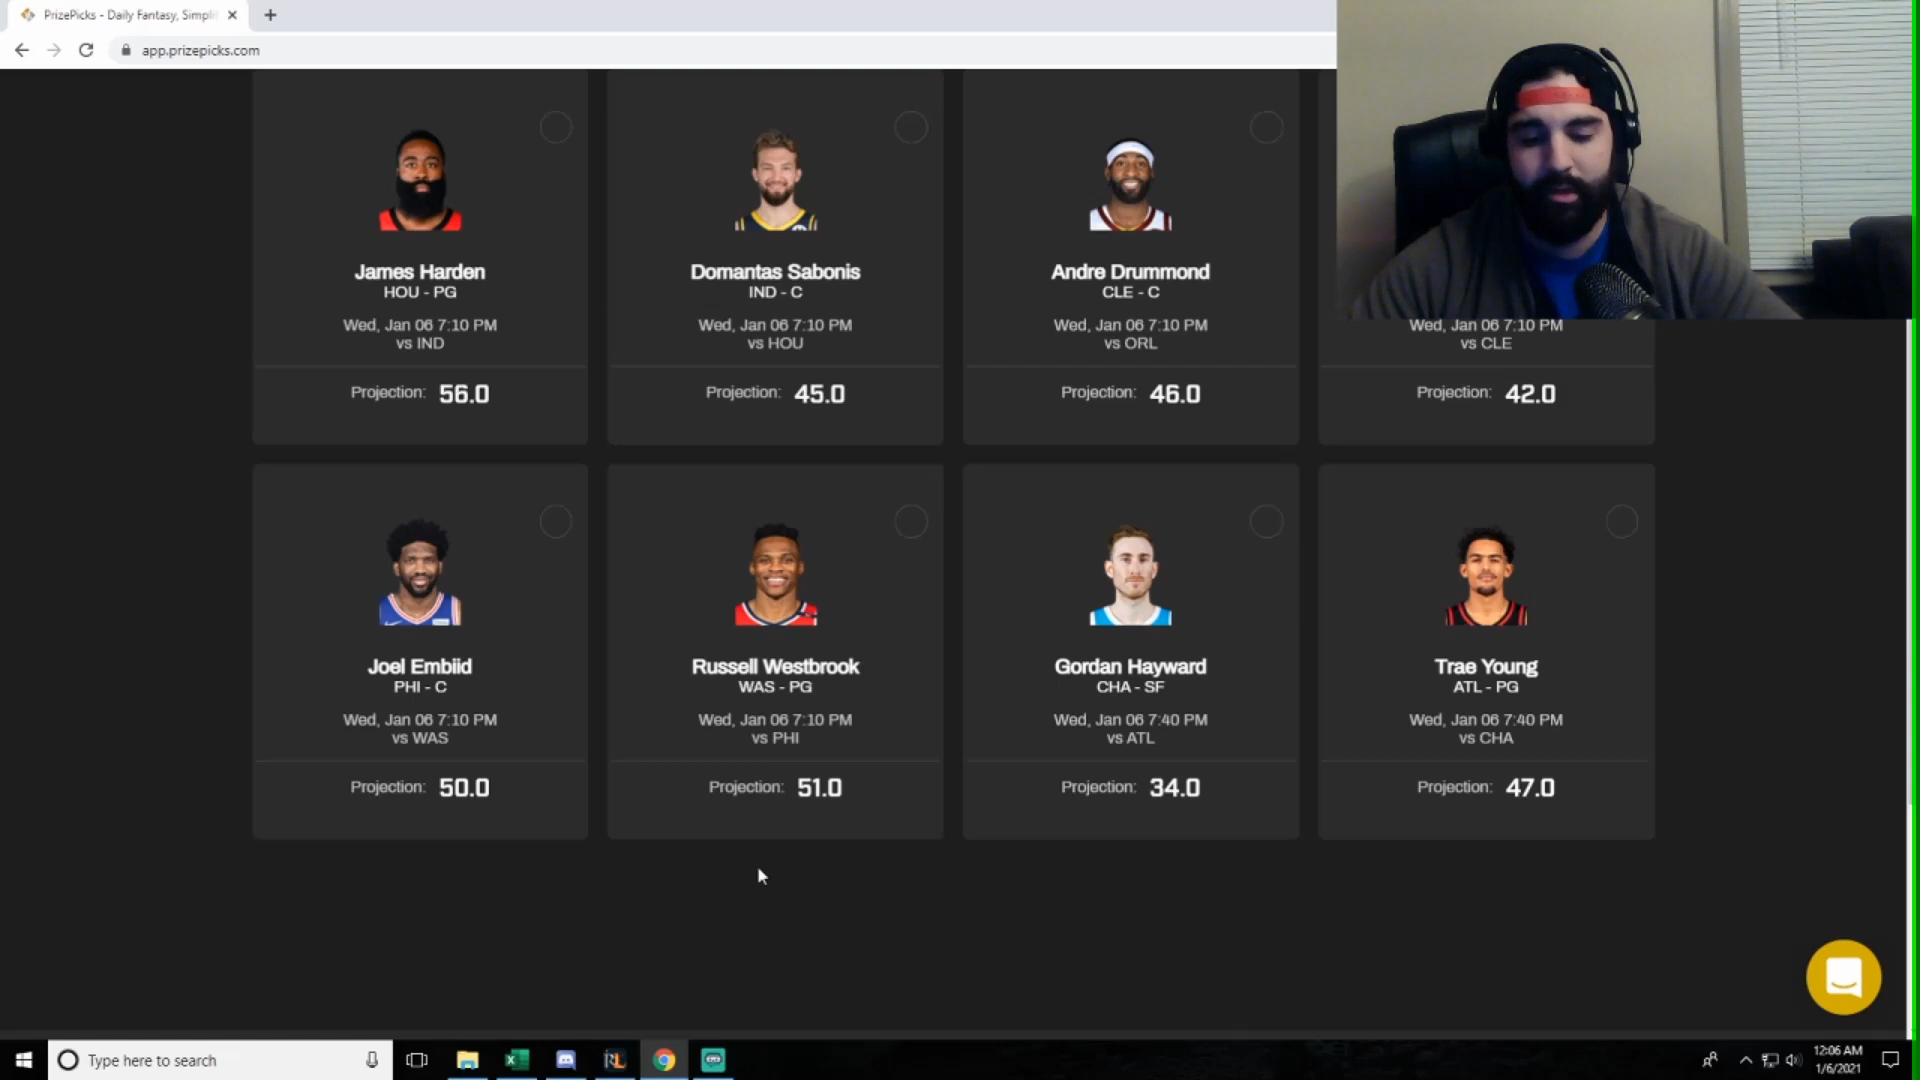 PrizePicks - Daily Fantasy, Simpli
app.prizepicks.com
James Harden
HOU - PG
Wed, Jan 06 7:10 PM
vs IND
Projection: 56.0
Domantas Sabonis
IND - C
Wed, Jan 06 7:10 PM
vs HOU
Projection: 45.0
Andre Drummond
CLE - C
Wed, Jan 06 7:10 PM
vs ORL
Projection: 46.0
Wed, Jan 06 7:10 PM
vs CLE
Projection: 42.0
Joel Embiid
PHI - C
Wed, Jan 06 7:10 PM
vs WAS
Projection: 50.0
Russell Westbrook
WAS - PG
Wed, Jan 06 7:10 PM
vs PHI
Projection: 51.0
Gordan Hayward
CHA - SF
Wed, Jan 06 7:40 PM
vs ATL
Projection: 34.0
Trae Young
ATL - PG
Wed, Jan 06 7:40 PM
vs CHA
Projection: 47.0
Type here to search
12:06 AM
1/6/2021